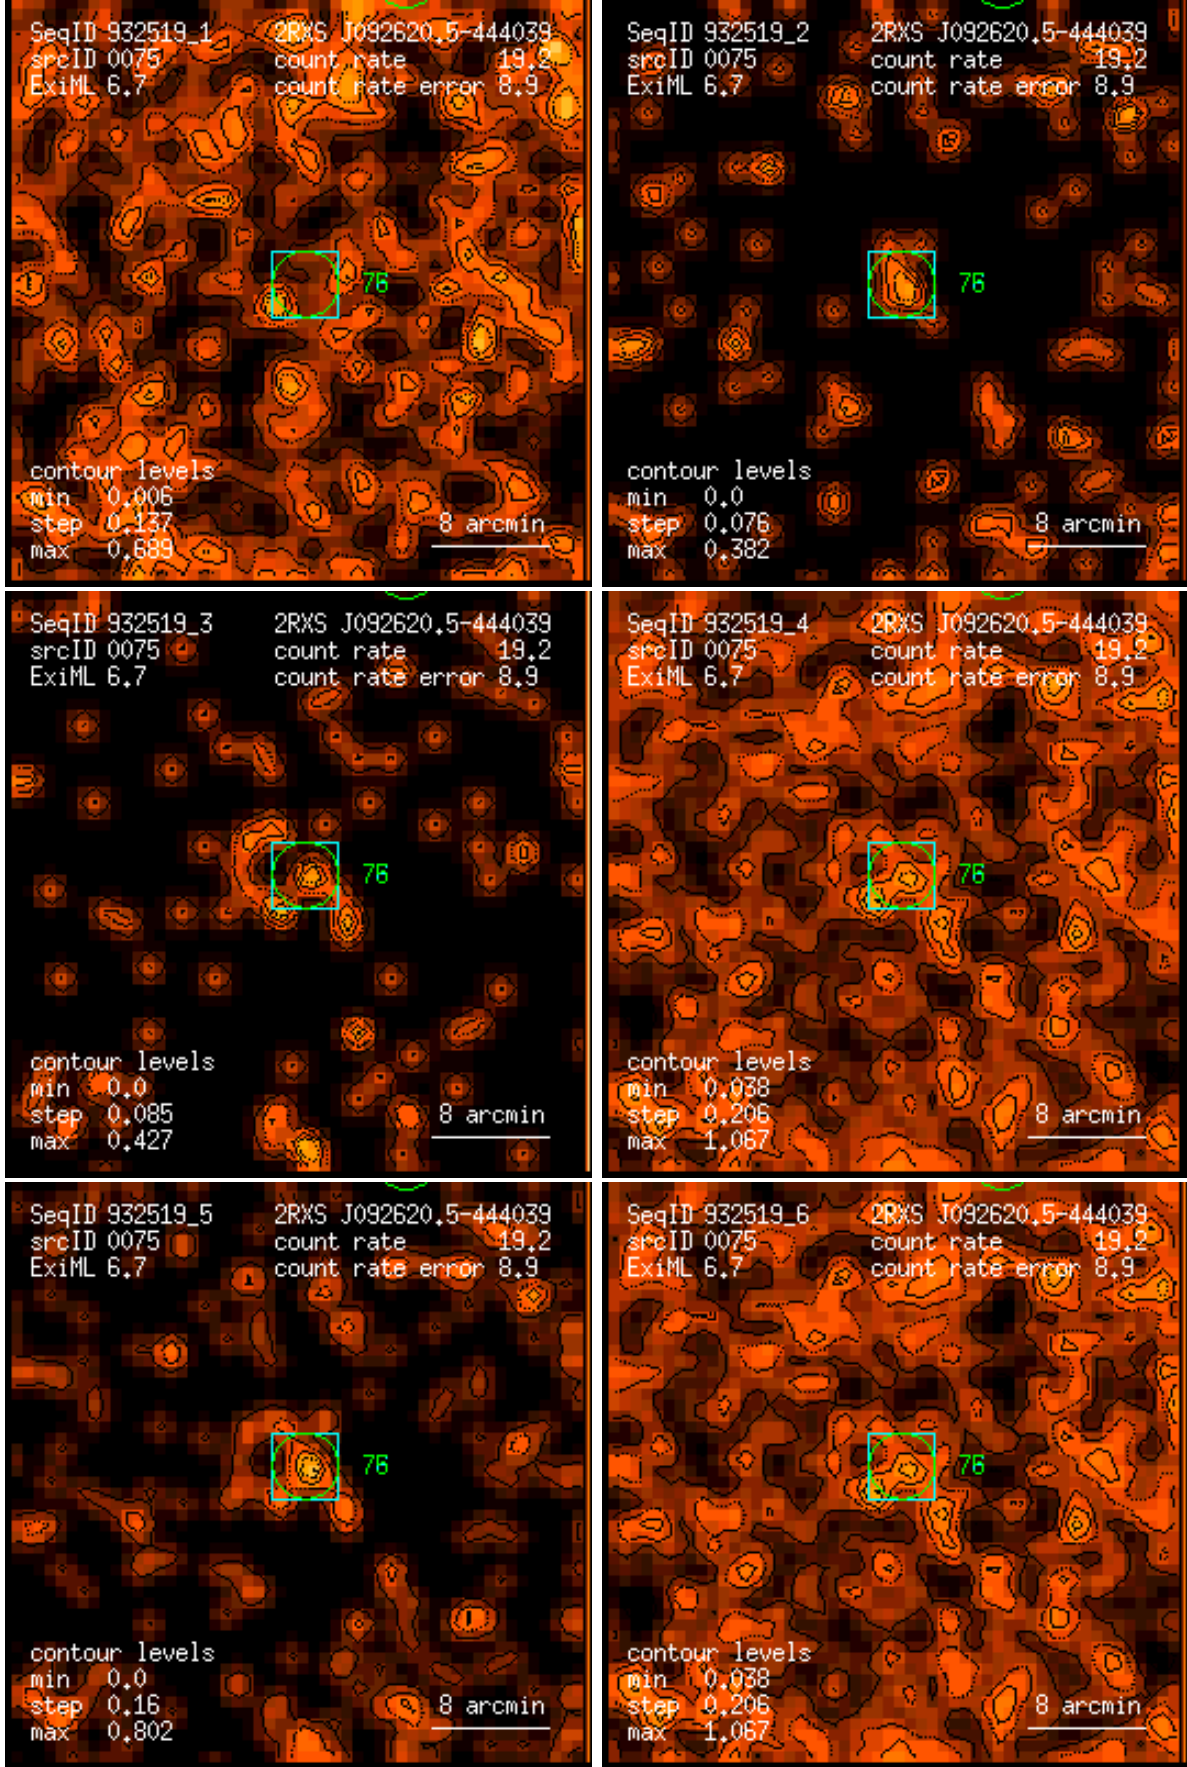 SeqID 932519_1 2RXS J092620.5-444039
srcID 0075 count rate 19.2
ExiML 6.7 count rate error 8.9
76
contour levels
min 0.006
step 0.137
max 0.689
8 arcmin
SeqID 932519_2 2RXS J092620.5-444039
srcID 0075 count rate 19.2
ExiML 6.7 count rate error 8.9
76
contour levels
min 0.0
step 0.076
max 0.382
8 arcmin
SeqID 932519_3 2RXS J092620.5-444039
srcID 0075 count rate 19.2
ExiML 6.7 count rate error 8.9
76
contour levels
min 0.0
step 0.085
max 0.427
8 arcmin
SeqID 932519_4 2RXS J092620.5-444039
srcID 0075 count rate 19.2
ExiML 6.7 count rate error 8.9
76
contour levels
min 0.038
step 0.206
max 1.067
8 arcmin
SeqID 932519_5 2RXS J092620.5-444039
srcID 0075 count rate 19.2
ExiML 6.7 count rate error 8.9
76
contour levels
min 0.0
step 0.16
max 0.802
8 arcmin
SeqID 932519_6 2RXS J092620.5-444039
srcID 0075 count rate 19.2
ExiML 6.7 count rate error 8.9
76
contour levels
min 0.038
step 0.206
max 1.067
8 arcmin